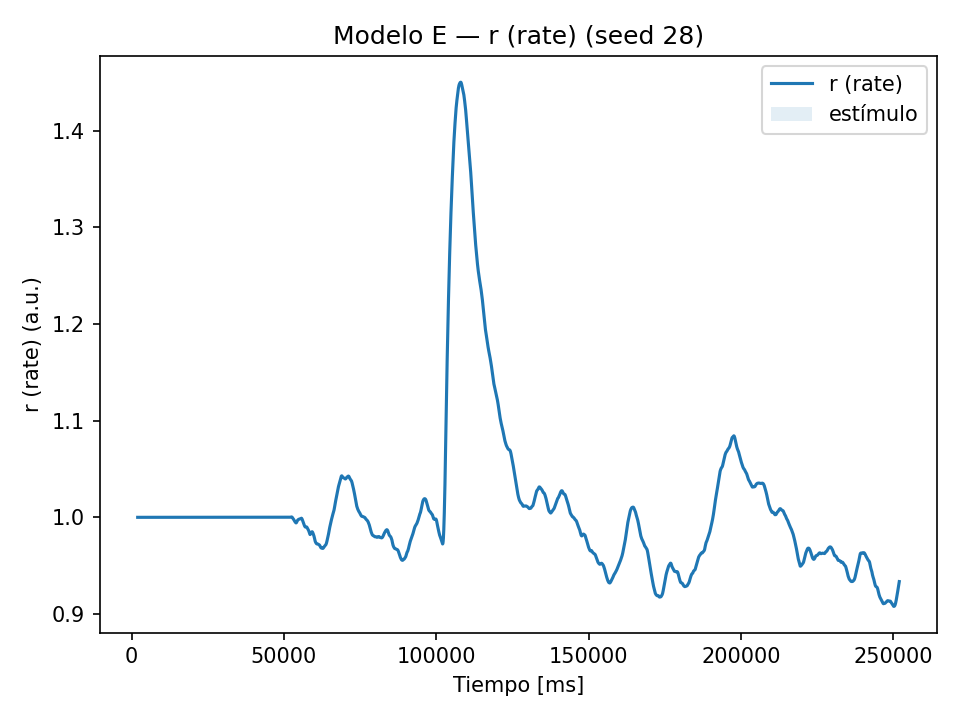 Modelo E — r (rate) (seed 28)
r (rate)
estímulo
r (rate) (a.u.)
1.4
1.3
1.2
1.1
1.0
0.9
0
50000
100000
150000
200000
250000
Tiempo [ms]